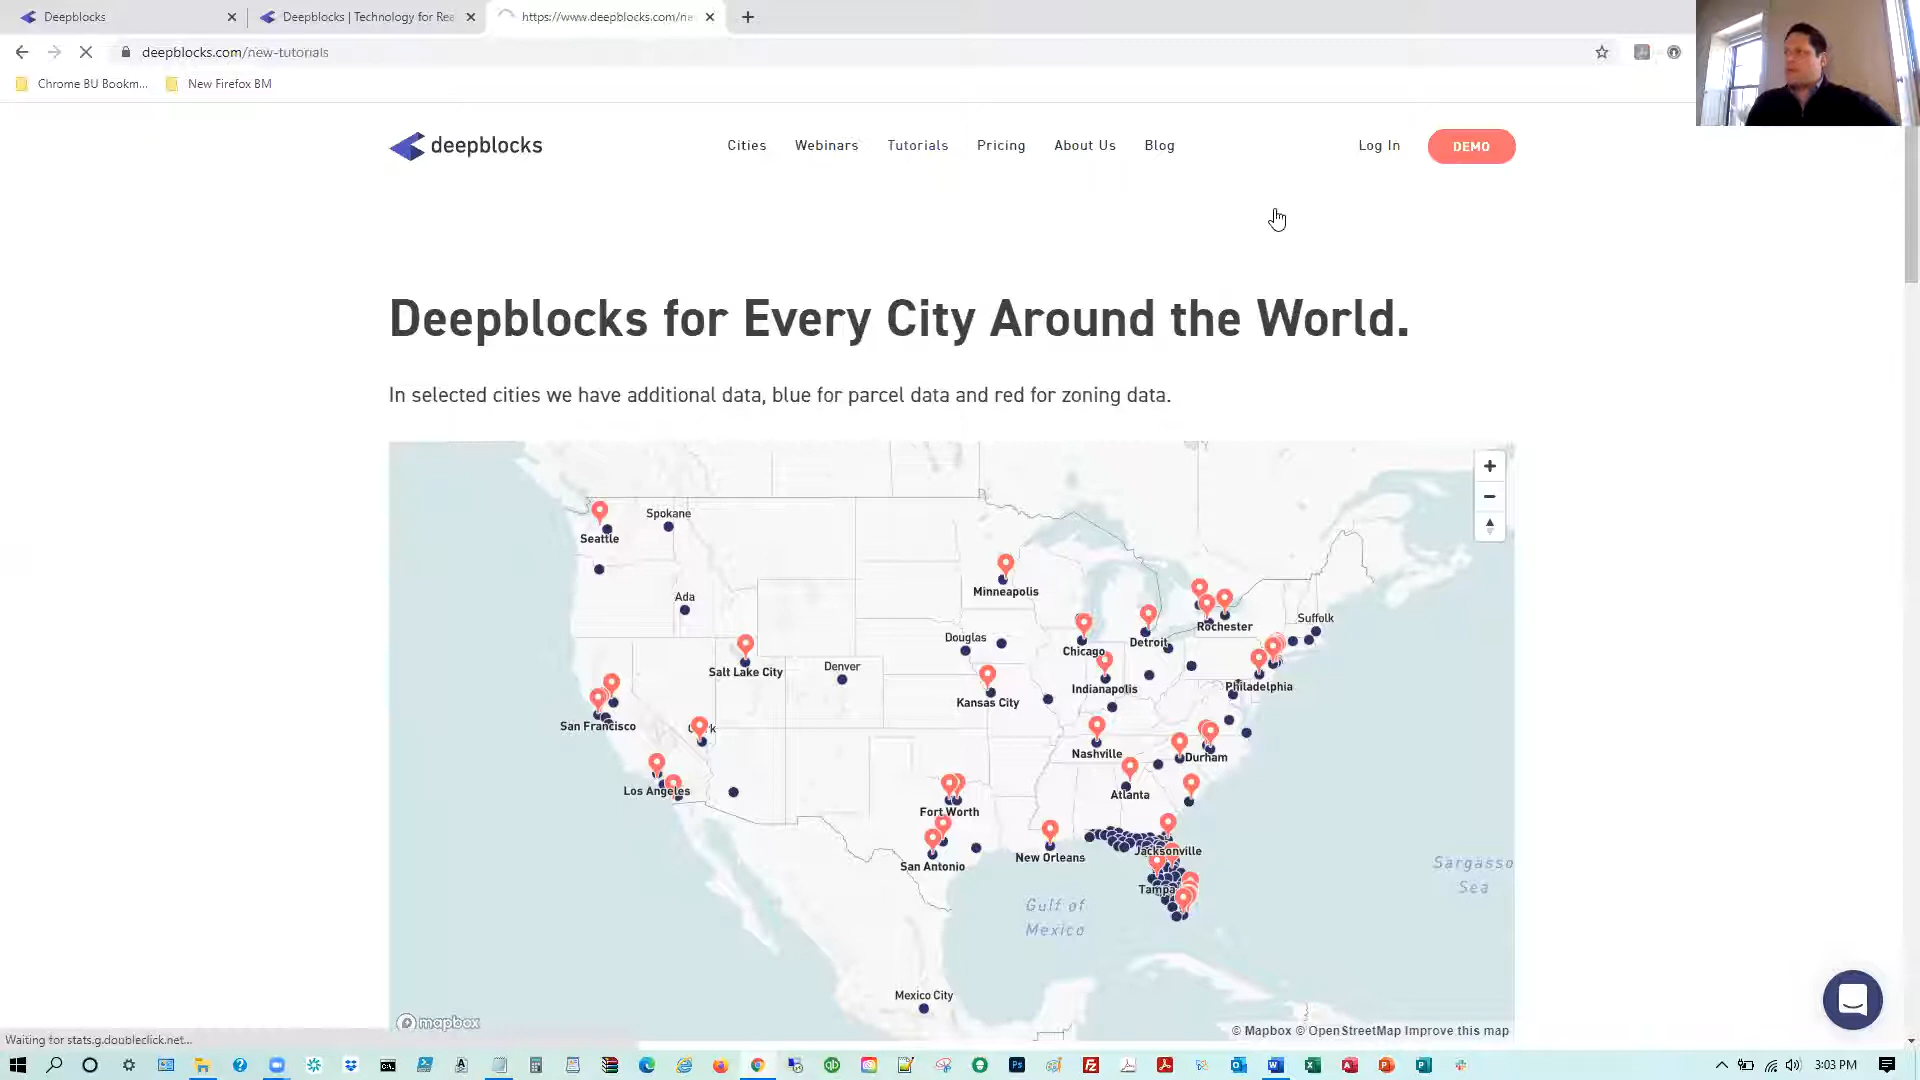 Deepblocks
Deepblocks | Technology for Rea
https://www.deepblocks.com/ne
deepblocks.com/new-tutorials
Chrome BU Bookm...
New Firefox BM
deepblocks
Cities
Webinars
Tutorials
Pricing
About Us
Blog
Log In
DEMO
Deepblocks for Every City Around the World.
In selected cities we have additional data, blue for parcel data and red for zoning data.
Spokane
Seattle
Minneapolis
Ada
Suffolk
Rochester
Douglas
Detroit
Chicago
Denver
Salt Lake City
Philadelphia
Indianapolis
Kansas City
San Francisco
Nashville
Durham
Los Angeles
Atlanta
Fort Worth
Jacksonville
New Orleans
San Antonio
Sargasso
Sea
Tampa
Gulf of
Mexico
Mexico City
mapbox
© Mapbox © OpenStreetMap Improve this map
Waiting for stats.g.doubleclick.net...
3:03 PM